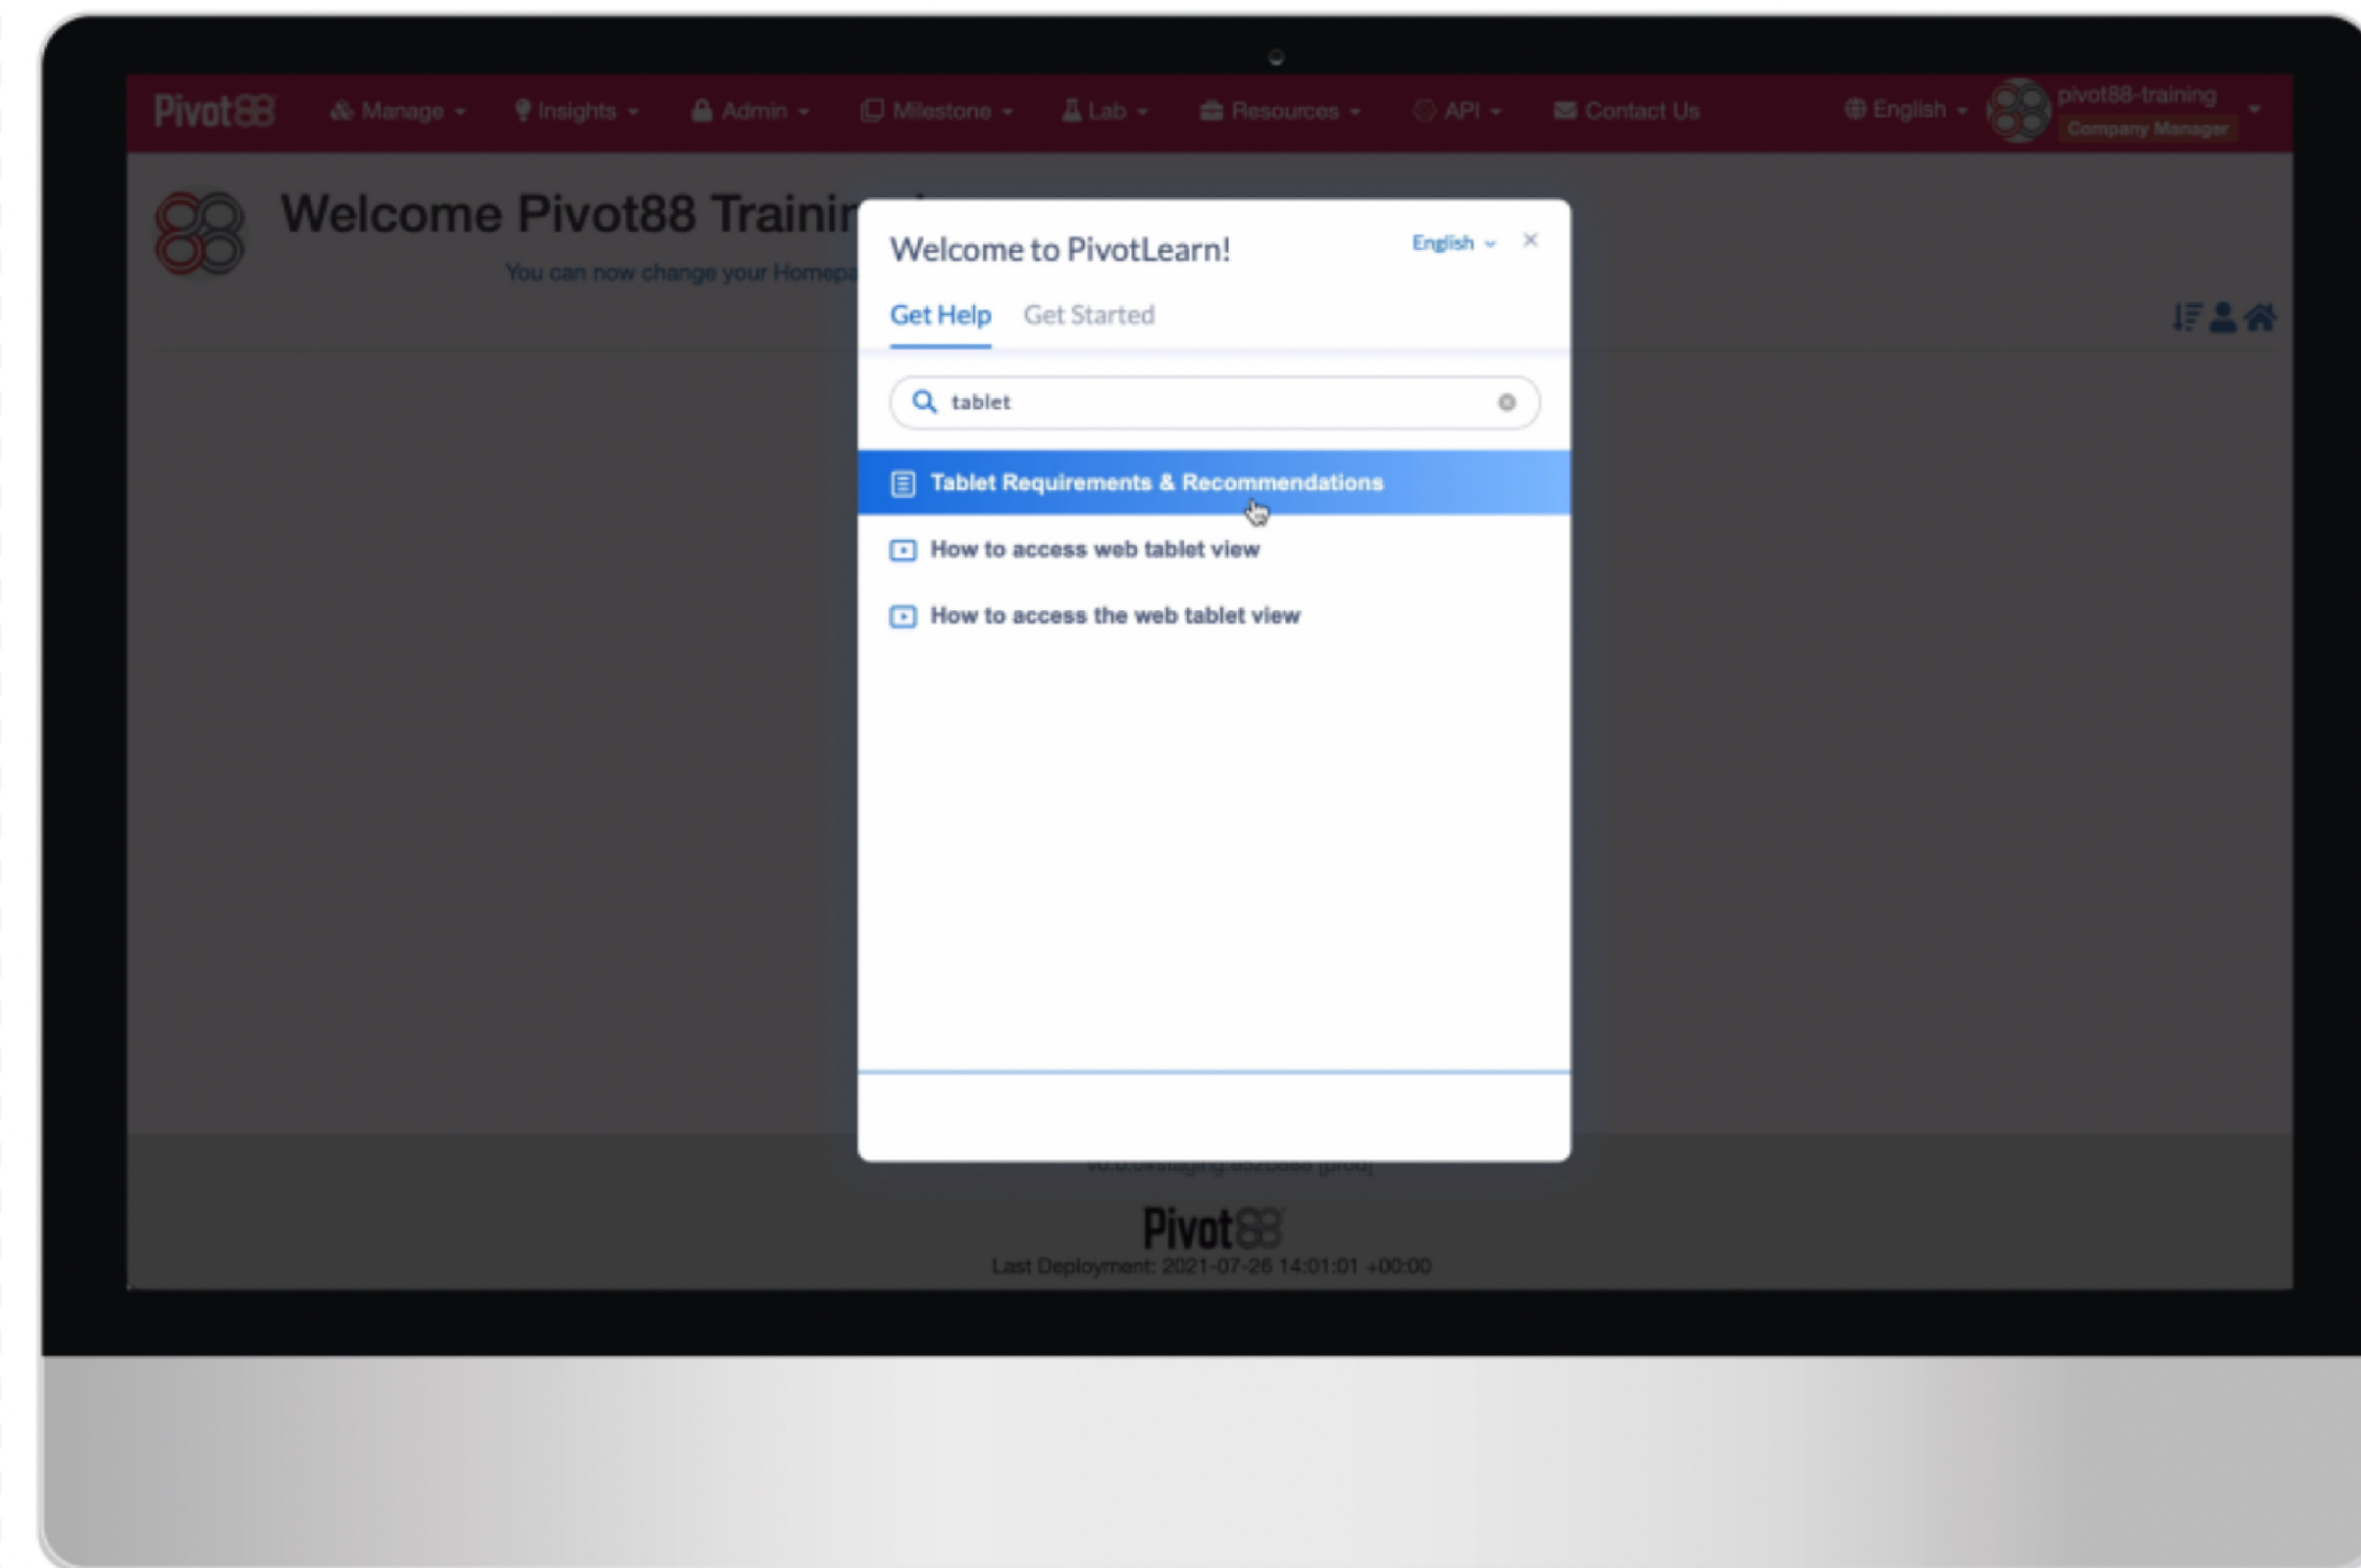 Pivot88 Manage Insights Admin Milestone Lab Resources API Contact Us English pivot88-training
Company Manager
Welcome Pivot88 Trainin
You can now change your Homepa
Welcome to PivotLearn! English
Get Help Get Started
tablet
Tablet Requirements & Recommendations
How to access web tablet view
How to access the web tablet view
Pivot88
Last Deployment: 2021-07-26 14:01:01 +00:00